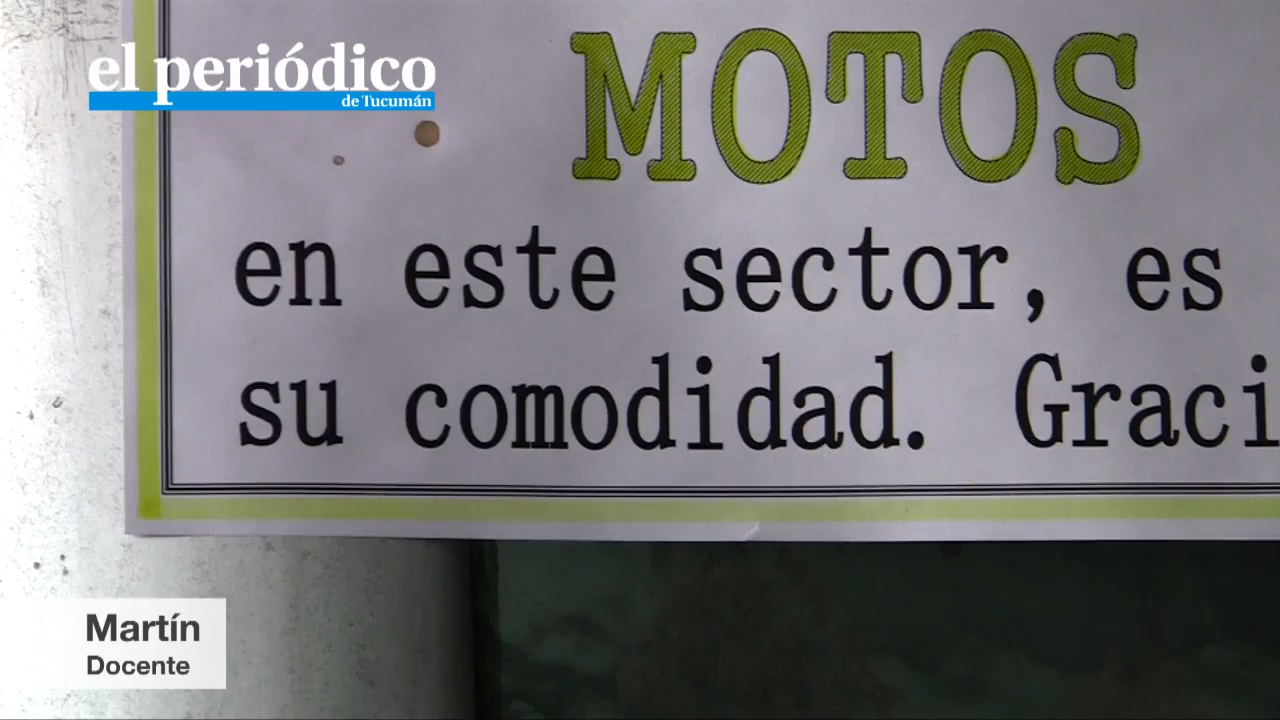 el periódico
de Tucumán
MOTOS
en este sector, es
su comodidad. Graci
Martín
Docente